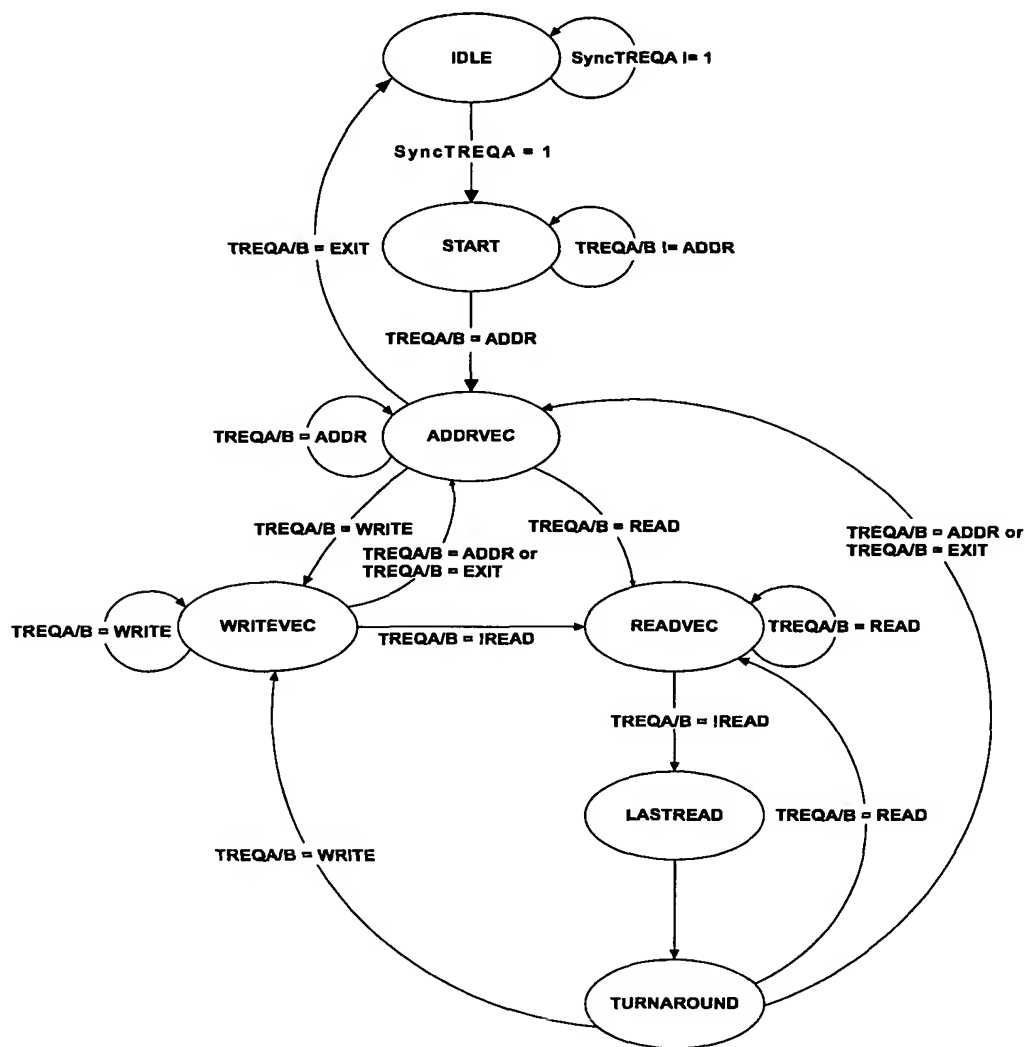 IDLE
SyncTREQA != 1
SyncTREQA = 1
START
TREQA/B != ADDR
TREQA/B = EXIT
TREQA/B = ADDR
ADDRVEC
TREQA/B = ADDR
TREQA/B = WRITE
TREQA/B = READ
TREQA/B = ADDR or
TREQA/B = EXIT
TREQA/B = ADDR or
TREQA/B = EXIT
WRITEVEC
TREQA/B = WRITE
TREQA/B = !READ
READVEC
TREQA/B = READ
TREQA/B = !READ
LASTREAD
TREQA/B = READ
TREQA/B = WRITE
TURNAROUND